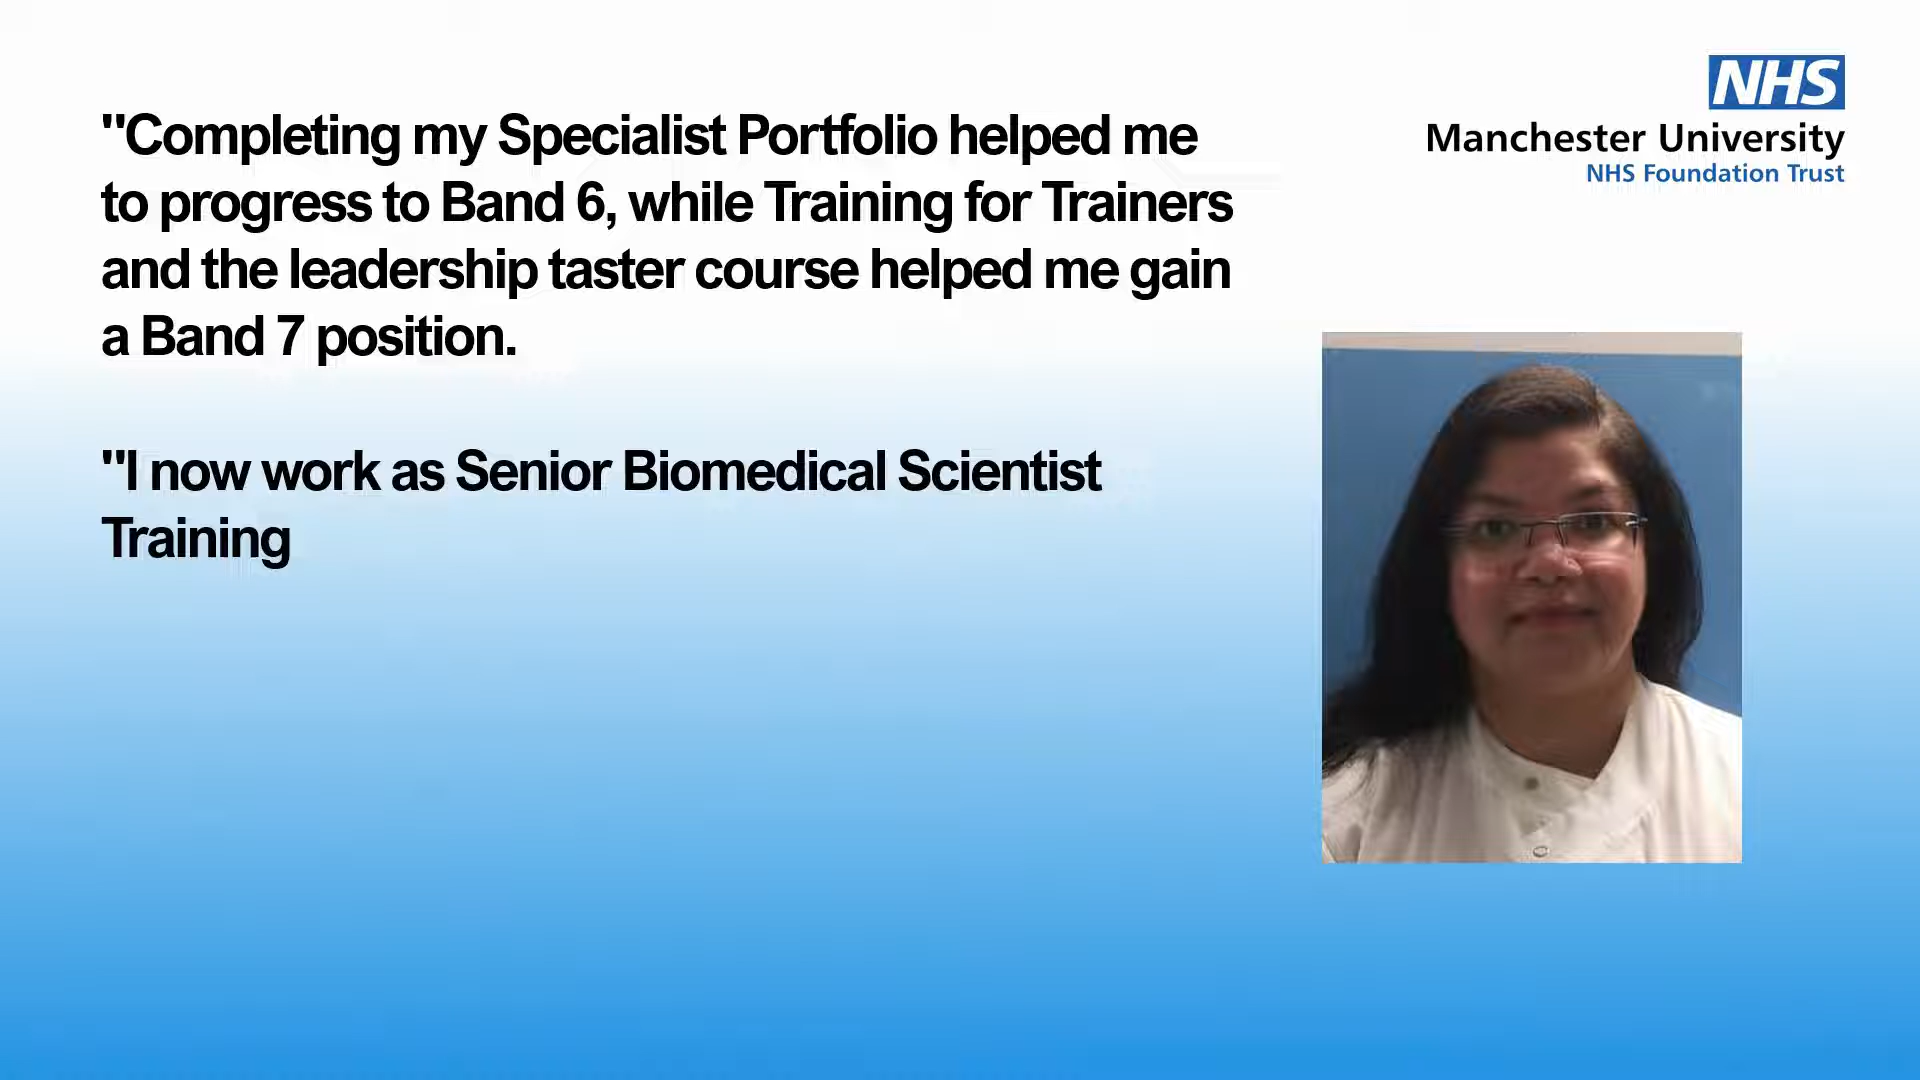 "Completing my Specialist Portfolio helped me
to progress to Band 6, while Training for Trainers
and the leadership taster course helped me gain
a Band 7 position.
"I now work as Senior Biomedical Scientist
Training
NHS
Manchester University
NHS Foundation Trust